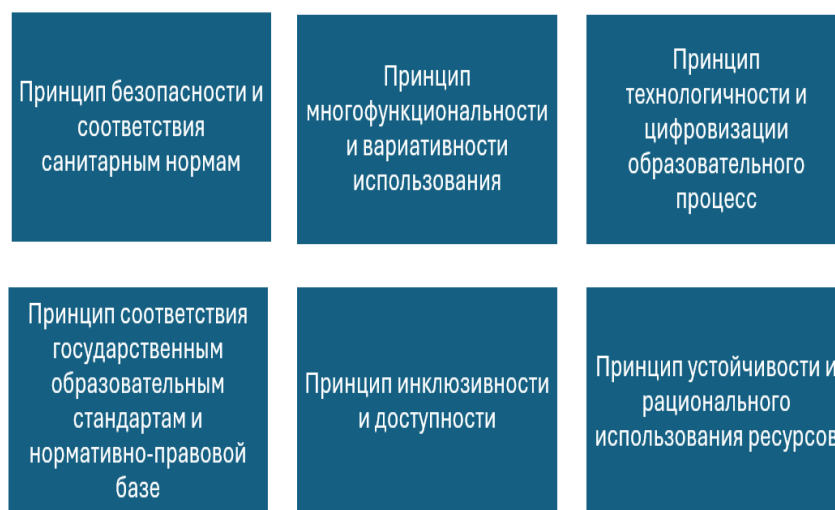 Принцип безопасности и
соответствия
санитарным нормам
Принцип
многофункциональности
и вариативности
использования
Принцип
технологичности и
цифровизации
образовательного
процесс
Принцип соответствия
государственным
образовательным
стандартам и
нормативно-правовой
базе
Принцип инклюзивности
и доступности
Принцип устойчивости и
рационального
использования ресурсов